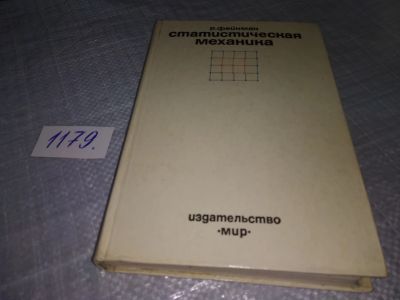 р.фейнман
статистическая
механика
1179.
издательство
•мир•